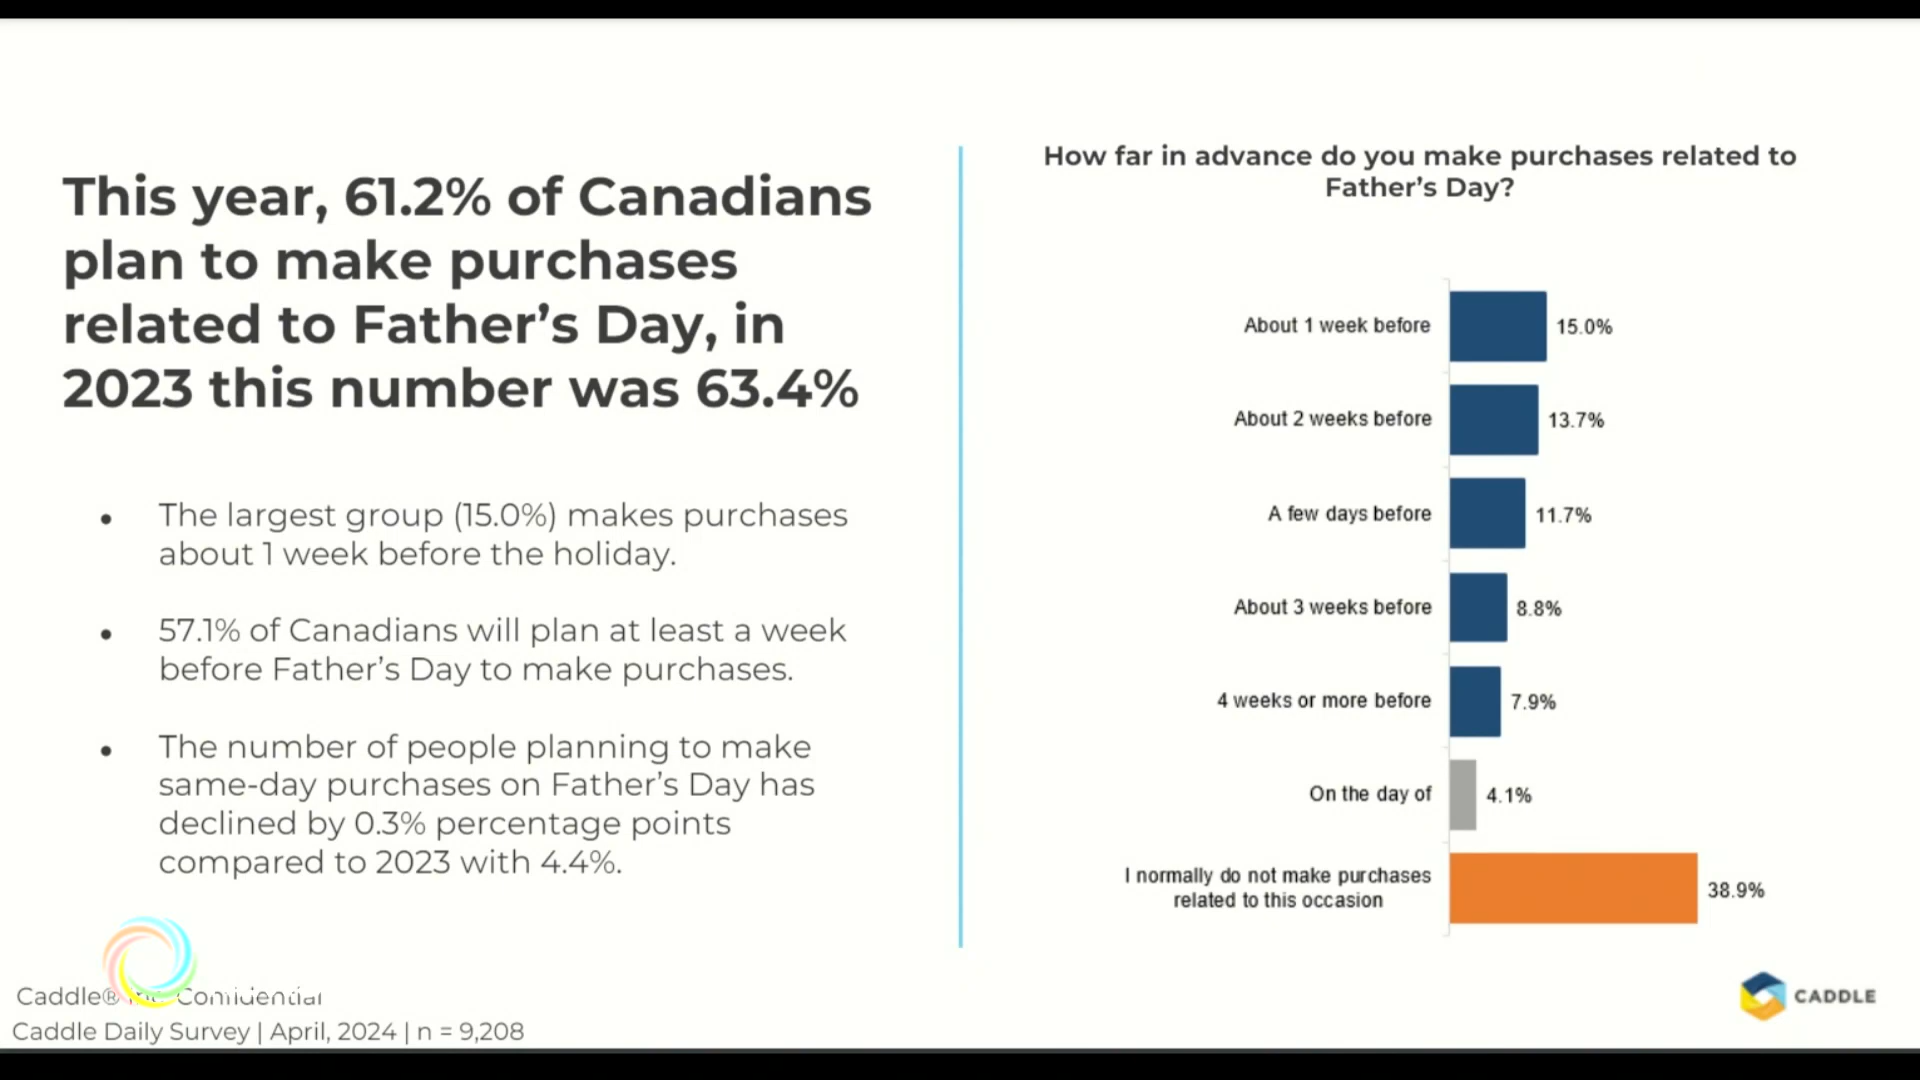 This year, 61.2% of Canadians
plan to make purchases
related to Father’s Day, in
2023 this number was 63.4%
• The largest group (15.0%) makes purchases
about 1 week before the holiday.
• 57.1% of Canadians will plan at least a week
before Father’s Day to make purchases.
• The number of people planning to make
same-day purchases on Father’s Day has
declined by 0.3% percentage points
compared to 2023 with 4.4%.
How far in advance do you make purchases related to
Father’s Day?
About 1 week before 15.0%
About 2 weeks before 13.7%
A few days before 11.7%
About 3 weeks before 8.8%
4 weeks or more before 7.9%
On the day of 4.1%
I normally do not make purchases
related to this occasion 38.9%
Caddle® Inc. Confidential
Caddle Daily Survey | April, 2024 | n = 9,208
CADDLE